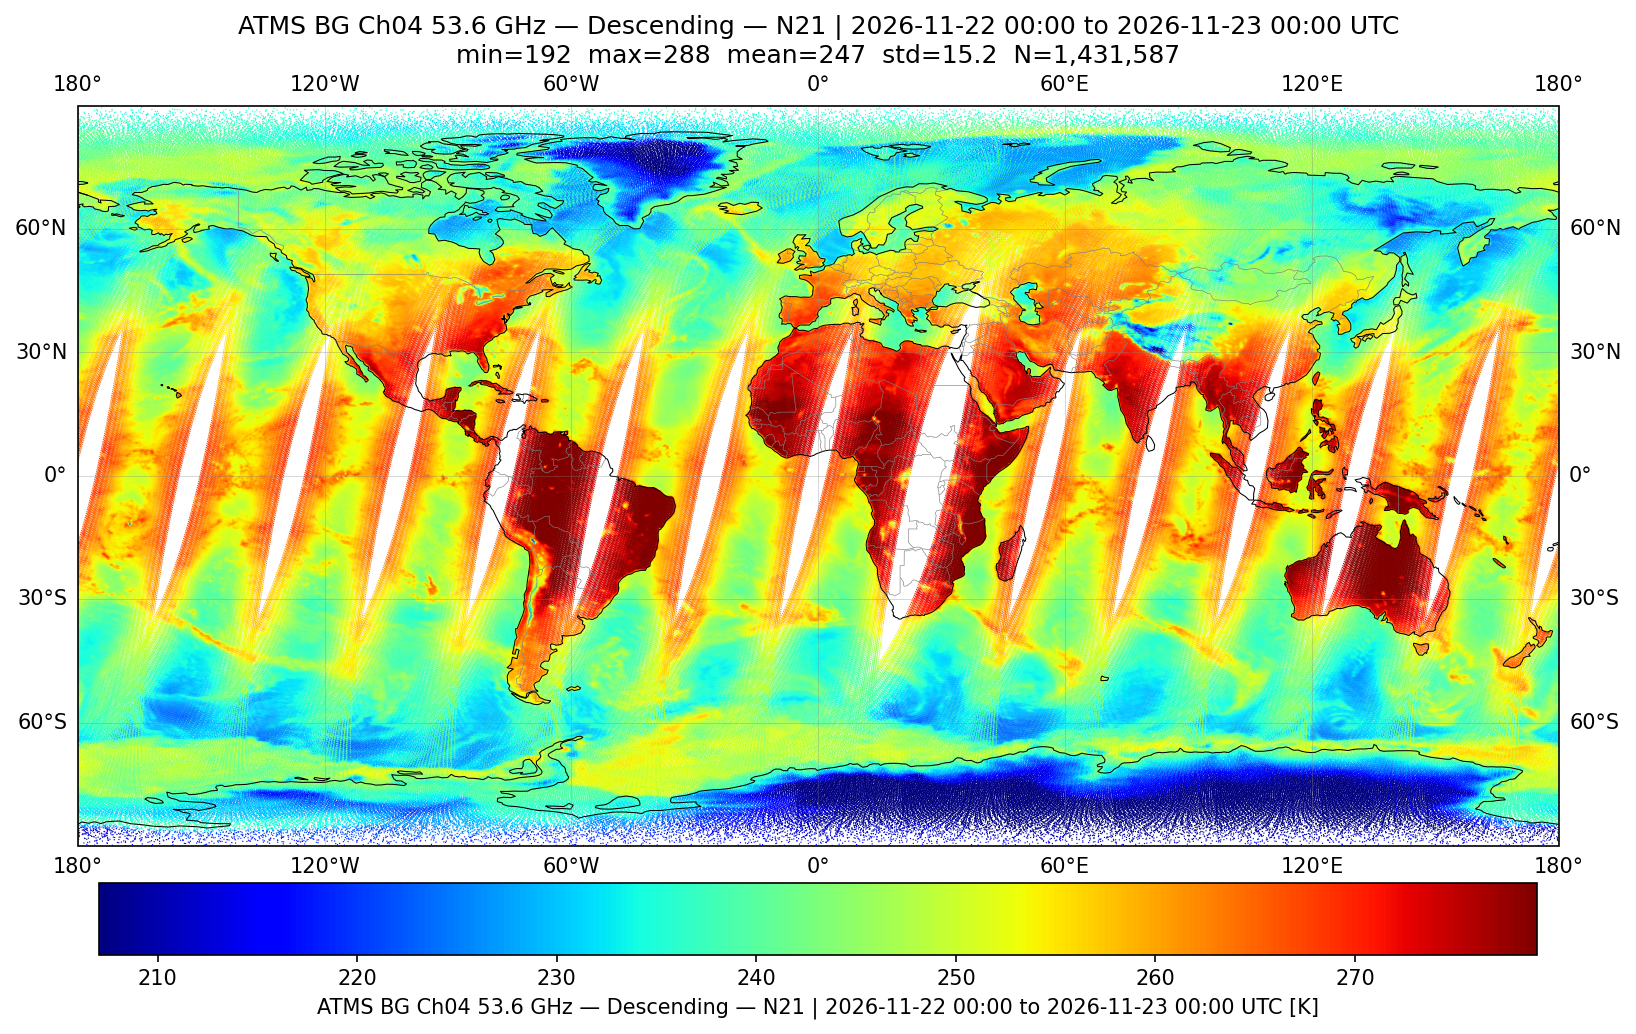 ATMS BG Ch04 53.6 GHz — Descending — N21 | 2026-11-22 00:00 to 2026-11-23 00:00 UTC
min=192 max=288 mean=247 std=15.2 N=1,431,587
180° 120°W 60°W 0° 60°E 120°E 180°
60°N 60°N
30°N 30°N
0° 0°
30°S 30°S
60°S 60°S
180° 120°W 60°W 0° 60°E 120°E 180°
210 220 230 240 250 260 270
ATMS BG Ch04 53.6 GHz — Descending — N21 | 2026-11-22 00:00 to 2026-11-23 00:00 UTC [K]